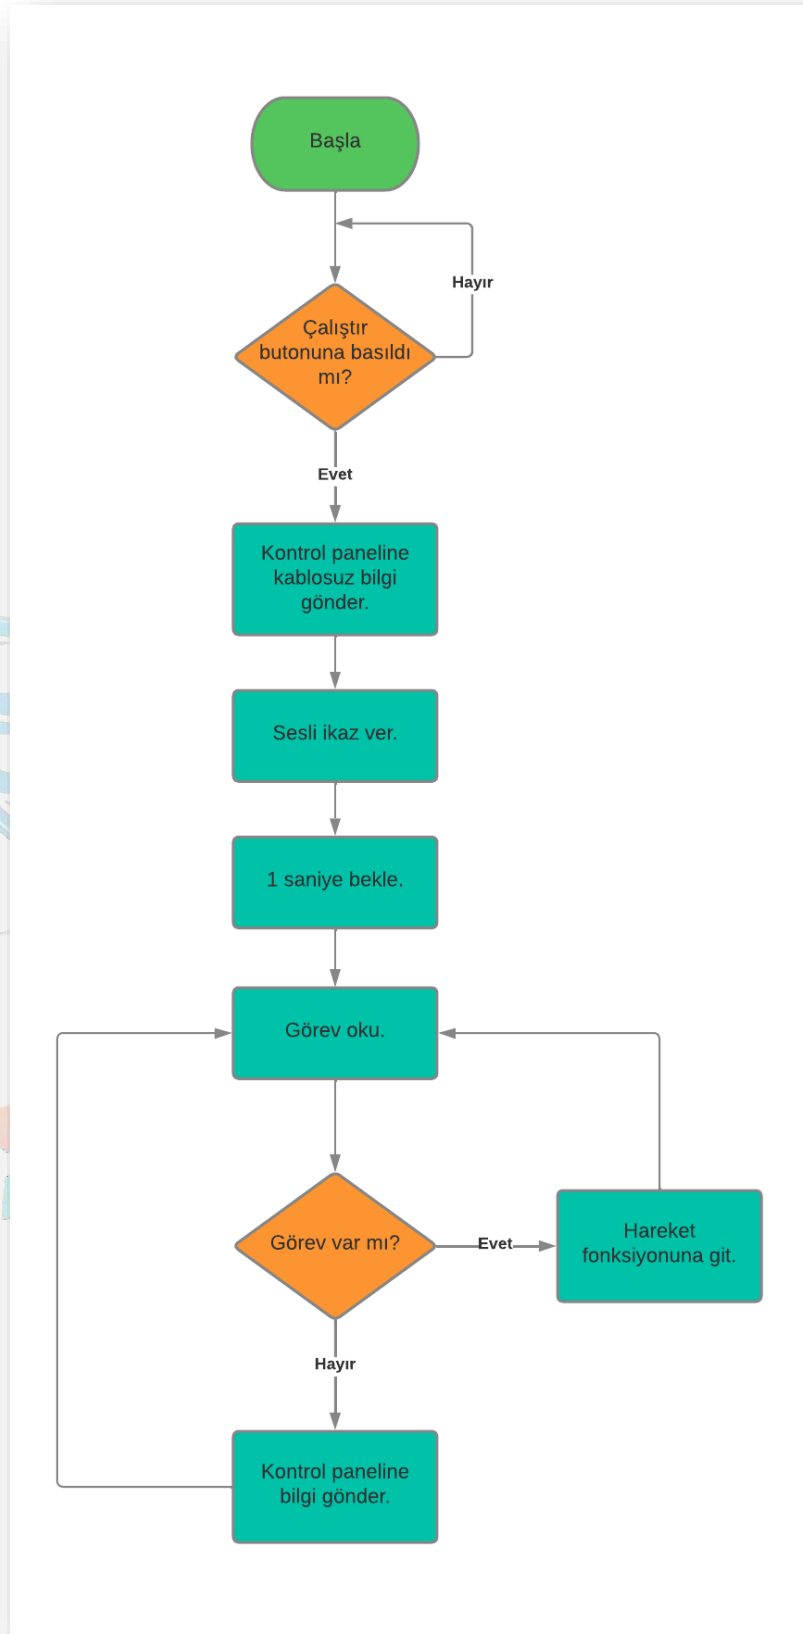 Başla
Hayır
Çalıştır
butonuna basıldı
mı?
Evet
Kontrol paneline
kablosuz bilgi
gönder.
Sesli ikaz ver.
1 saniye bekle.
Görev oku.
Görev var mı?
Evet
Hareket
fonksiyonuna git.
Hayır
Kontrol paneline
bilgi gönder.